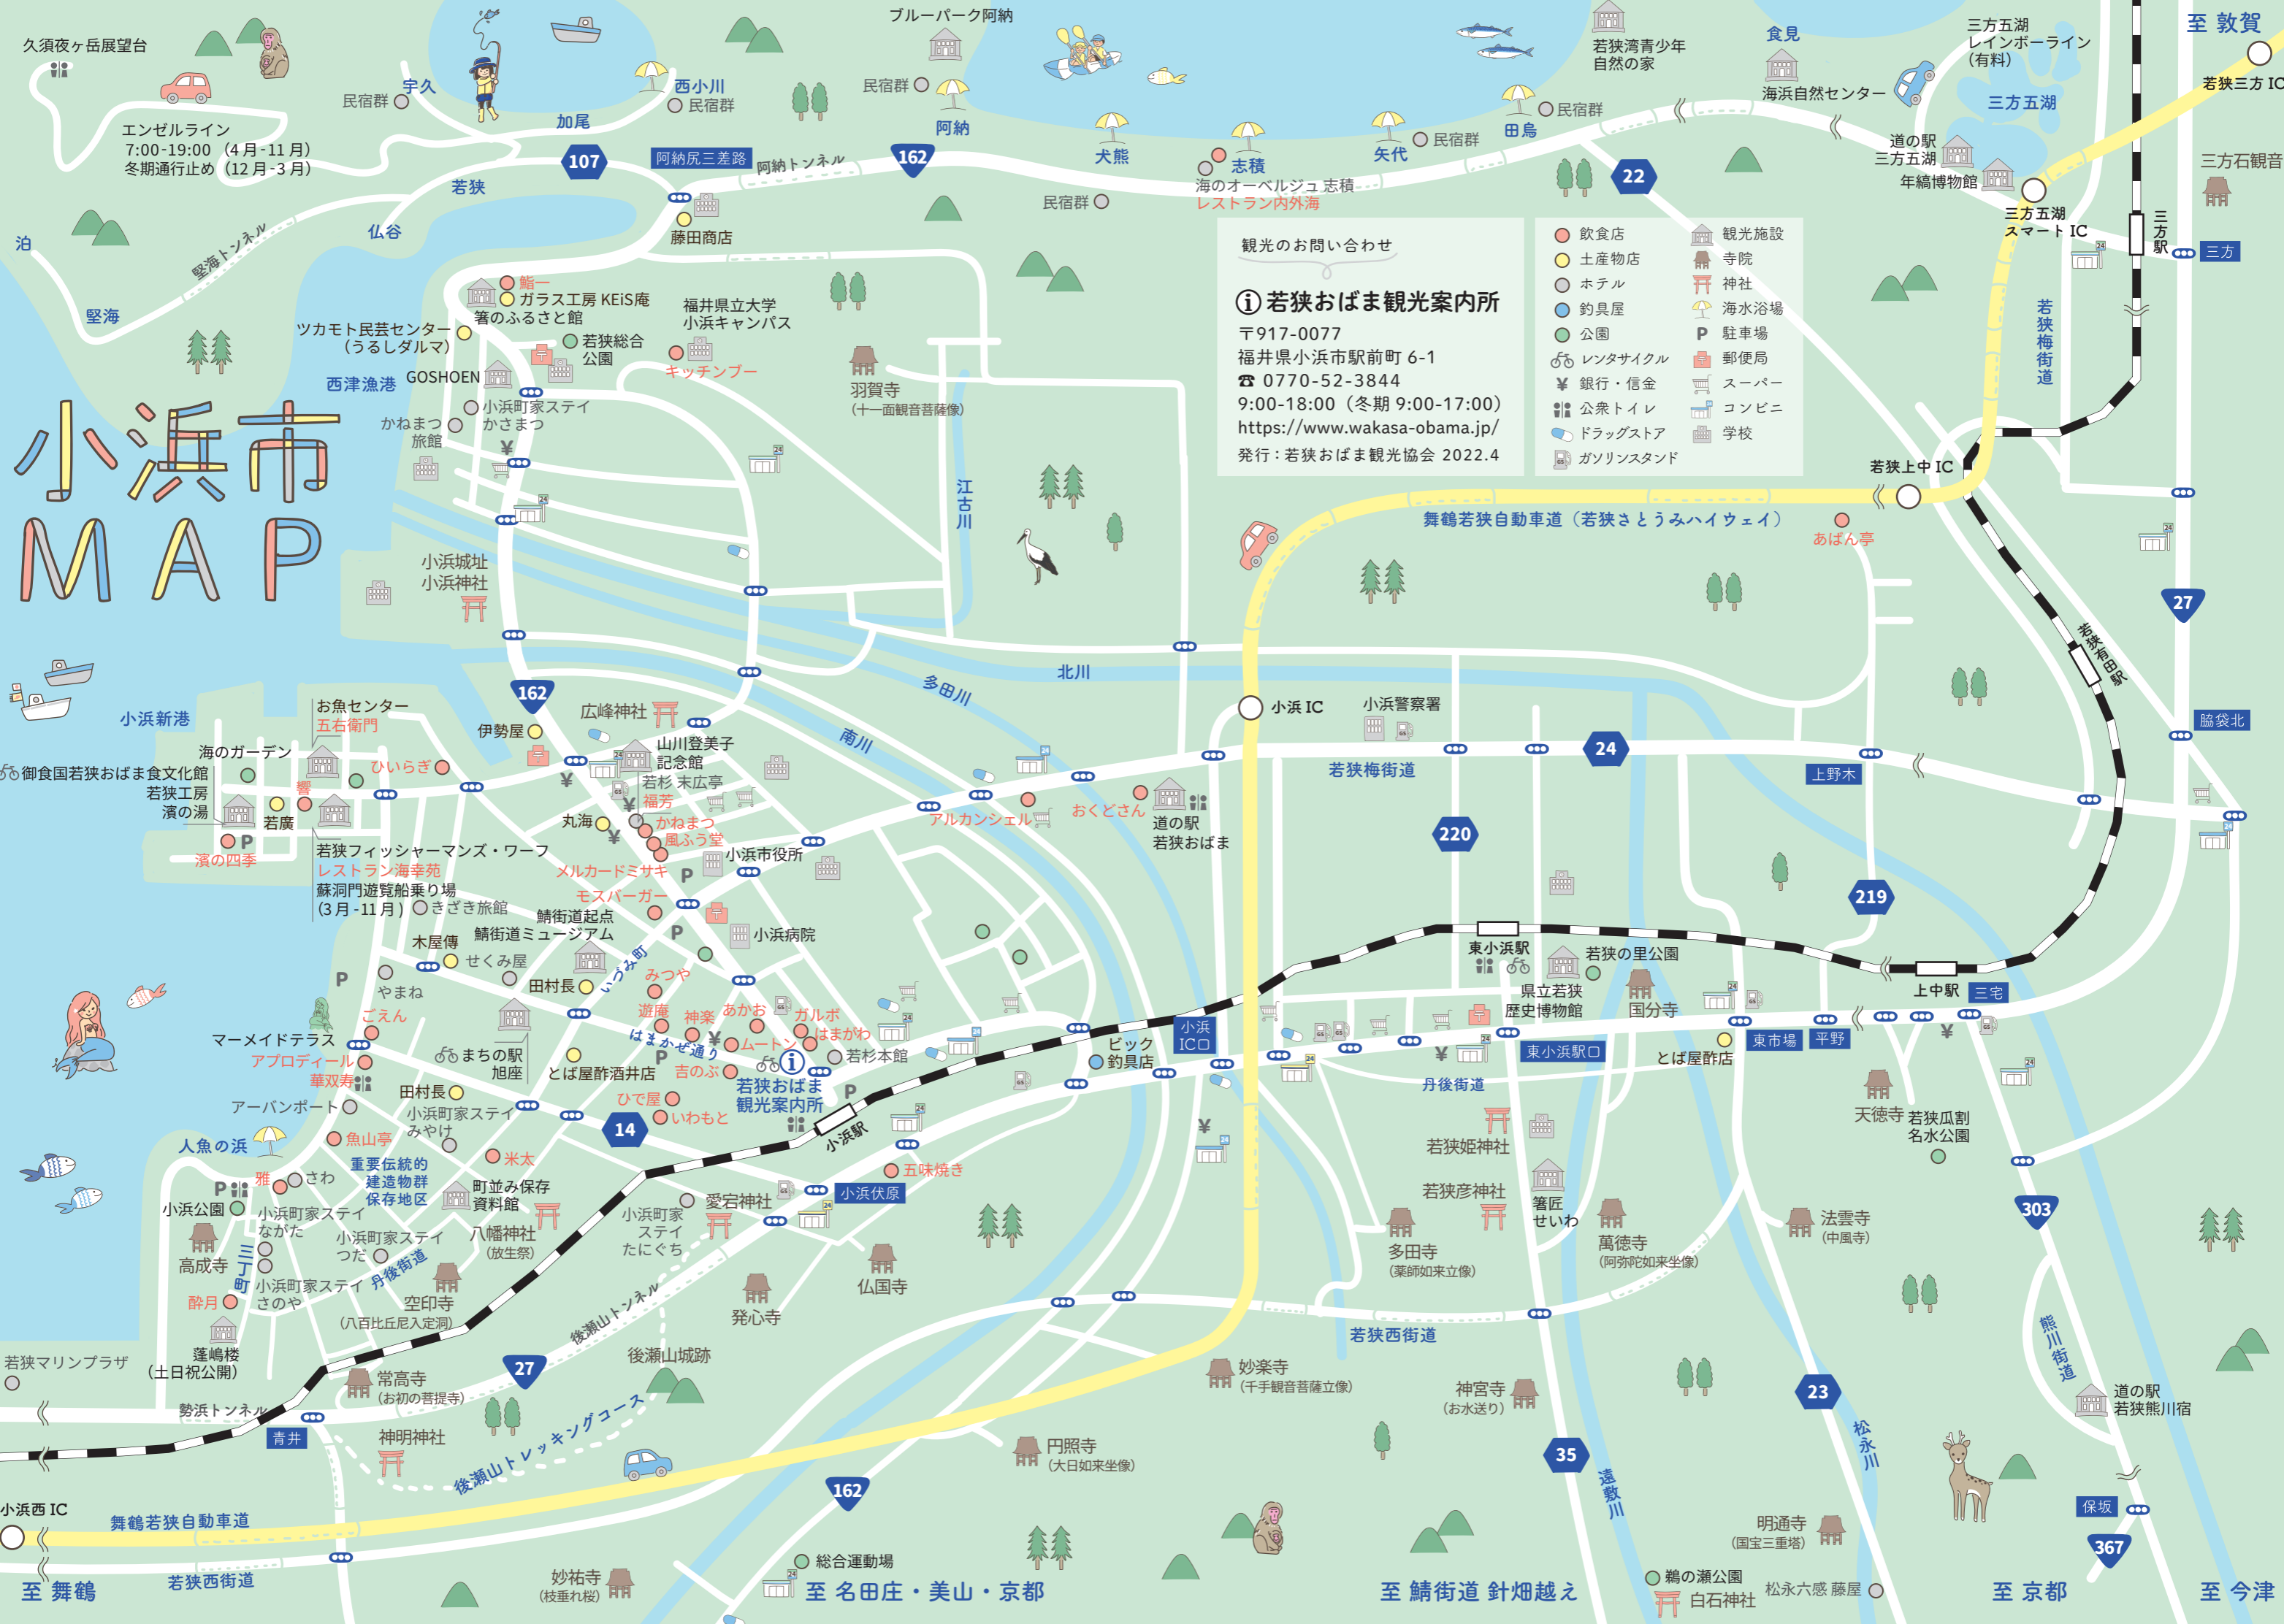 小浜市
MAP
久須夜ヶ岳展望台
エンゼルライン
7:00-19:00 (4月-11月)
冬期通行止め (12月-3月)
民宿群
宇久
加尾
西小川
民宿群
107
阿納尻三差路
阿納トンネル
162
若狭
仏谷
泊
堅海トンネル
堅海
藤田商店
ブルーパーク阿納
民宿群
阿納
犬熊
民宿群
志積
海のオーベルジュ 志積
レストラン内外海
矢代
民宿群
田烏
民宿群
若狭湾青少年
自然の家
食見
海浜自然センター
22
三方五湖
レインボーライン
(有料)
三方五湖
道の駅
三方五湖
年縞博物館
三方五湖
スマート IC
至 敦賀
若狭三方 IC
三方石観音
三方駅
三方
若狭梅街道
観光のお問い合わせ
若狭おばま観光案内所
〒917-0077
福井県小浜市駅前町 6-1
☎ 0770-52-3844
9:00-18:00（冬期 9:00-17:00）
https://www.wakasa-obama.jp/
発行：若狭おばま観光協会 2022.4
飲食店
土産物店
ホテル
釣具屋
公園
レンタサイクル
銀行・信金
公衆トイレ
ドラッグストア
ガソリンスタンド
観光施設
寺院
神社
海水浴場
P 駐車場
郵便局
スーパー
コンビニ
学校
鮨一
ガラス工房 KEiS庵
箸のふるさと館
ツカモト民芸センター
(うるしダルマ)
若狭総合
公園
西津漁港
GOSHOEN
小浜町家ステイ
かさまつ
かねまつ
旅館
福井県立大学
小浜キャンパス
キッチンブー
羽賀寺
(十一面観音菩薩像)
江古川
小浜城址
小浜神社
若狭上中 IC
舞鶴若狭自動車道（若狭さとうみハイウェイ）
あばん亭
27
若狭有田駅
脇袋北
北川
多田川
南川
小浜 IC
小浜警察署
24
若狭梅街道
上野木
220
219
小浜新港
162
お魚センター
五右衛門
海のガーデン
御食国若狭おばま食文化館
若狭工房
濱の湯
響
若廣
ひいらぎ
濱の四季
P
若狭フィッシャーマンズ・ワーフ
レストラン海幸苑
蘇洞門遊覧船乗り場
(3月-11月)
きざき旅館
伊勢屋
広峰神社
山川登美子
記念館
若杉 末広亭
福芳
丸海
かねまつ
風ふう堂
メルカードミサキ
小浜市役所
P
モスバーガー
鯖街道起点
鯖街道ミュージアム
P
小浜病院
アルカンシェル
おくどさん
道の駅
若狭おばま
木屋傳
せくみ屋
田村長
いづみ町
みつや
遊庵
神楽
あかお
ガルボ
はまがわ
ムートン
はまかぜ通り
P
若杉本館
吉のぶ
若狭おばま
観光案内所
P
小浜駅
P
やまね
ごえん
マーメイドテラス
アプロディール
華双寿
アーバンポート
まちの駅
旭座
とば屋酢酒井店
田村長
小浜町家ステイ
みやけ
ひで屋
いわもと
14
人魚の浜
魚山亭
米太
重要伝統的
建造物群
保存地区
雅
さわ
P
小浜公園
小浜町家ステイ
ながた
高成寺
三丁町
小浜町家ステイ
つだ
小浜町家ステイ
さのや
丹後街道
酔月
蓬嶋楼
(土日祝公開)
町並み保存
資料館
八幡神社
(放生祭)
空印寺
(八百比丘尼入定洞)
小浜町家
ステイ
たにぐち
愛宕神社
小浜伏原
五味焼き
仏国寺
発心寺
後瀬山トンネル
後瀬山城跡
27
後瀬山トレッキングコース
常高寺
(お初の菩提寺)
神明神社
勢浜トンネル
青井
若狭マリンプラザ
小浜西 IC
舞鶴若狭自動車道
若狭西街道
至 舞鶴
ビック
釣具店
小浜
IC口
東小浜駅
県立若狭
歴史博物館
若狭の里公園
国分寺
東小浜駅口
丹後街道
とば屋酢店
東市場
平野
上中駅
三宅
天徳寺
若狭瓜割
名水公園
若狭姫神社
若狭彦神社
箸匠
せいわ
多田寺
(薬師如来立像)
萬徳寺
(阿弥陀如来坐像)
法雲寺
(中風寺)
若狭西街道
妙楽寺
(千手観音菩薩立像)
神宮寺
(お水送り)
円照寺
(大日如来坐像)
162
総合運動場
妙祐寺
(枝垂れ桜)
至 名田庄・美山・京都
35
遠敷川
23
松永川
明通寺
(国宝三重塔)
鵜の瀬公園
白石神社
松永六感 藤屋
至 鯖街道 針畑越え
303
熊川街道
道の駅
若狭熊川宿
保坂
367
至 京都
至 今津